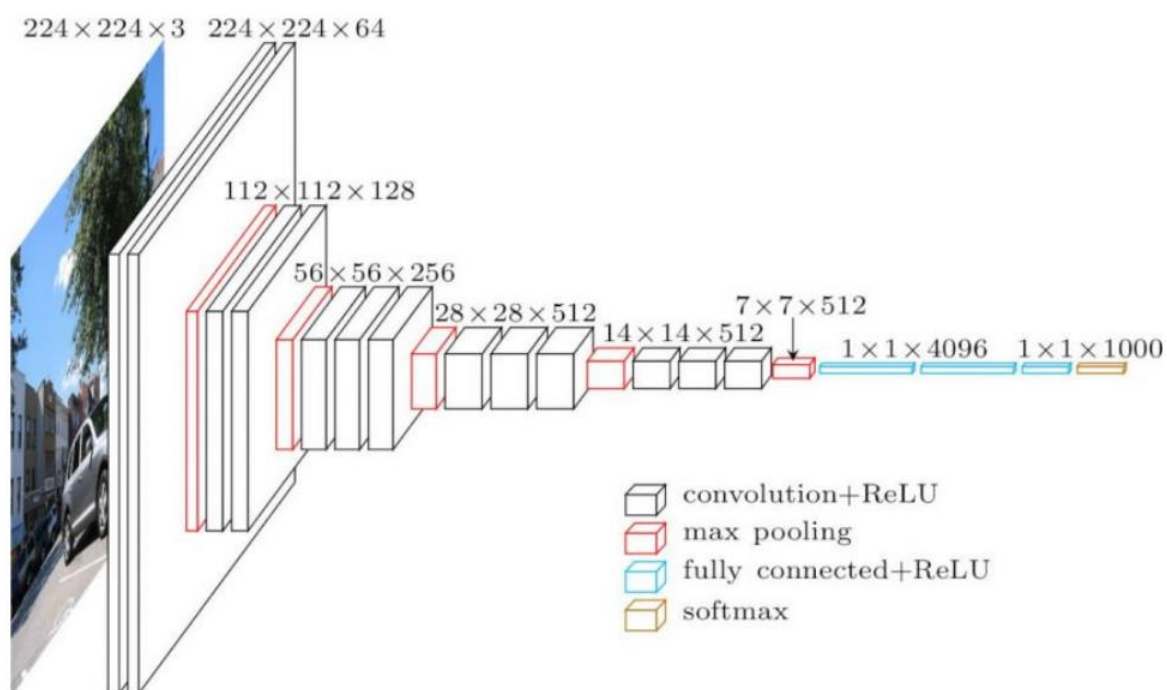 224×224×3
224×224×64
112×112×128
56×56×256
28×28×512
14×14×512
7×7×512
1×1×4096
1×1×1000
convolution+ReLU
max pooling
fully connected+ReLU
softmax